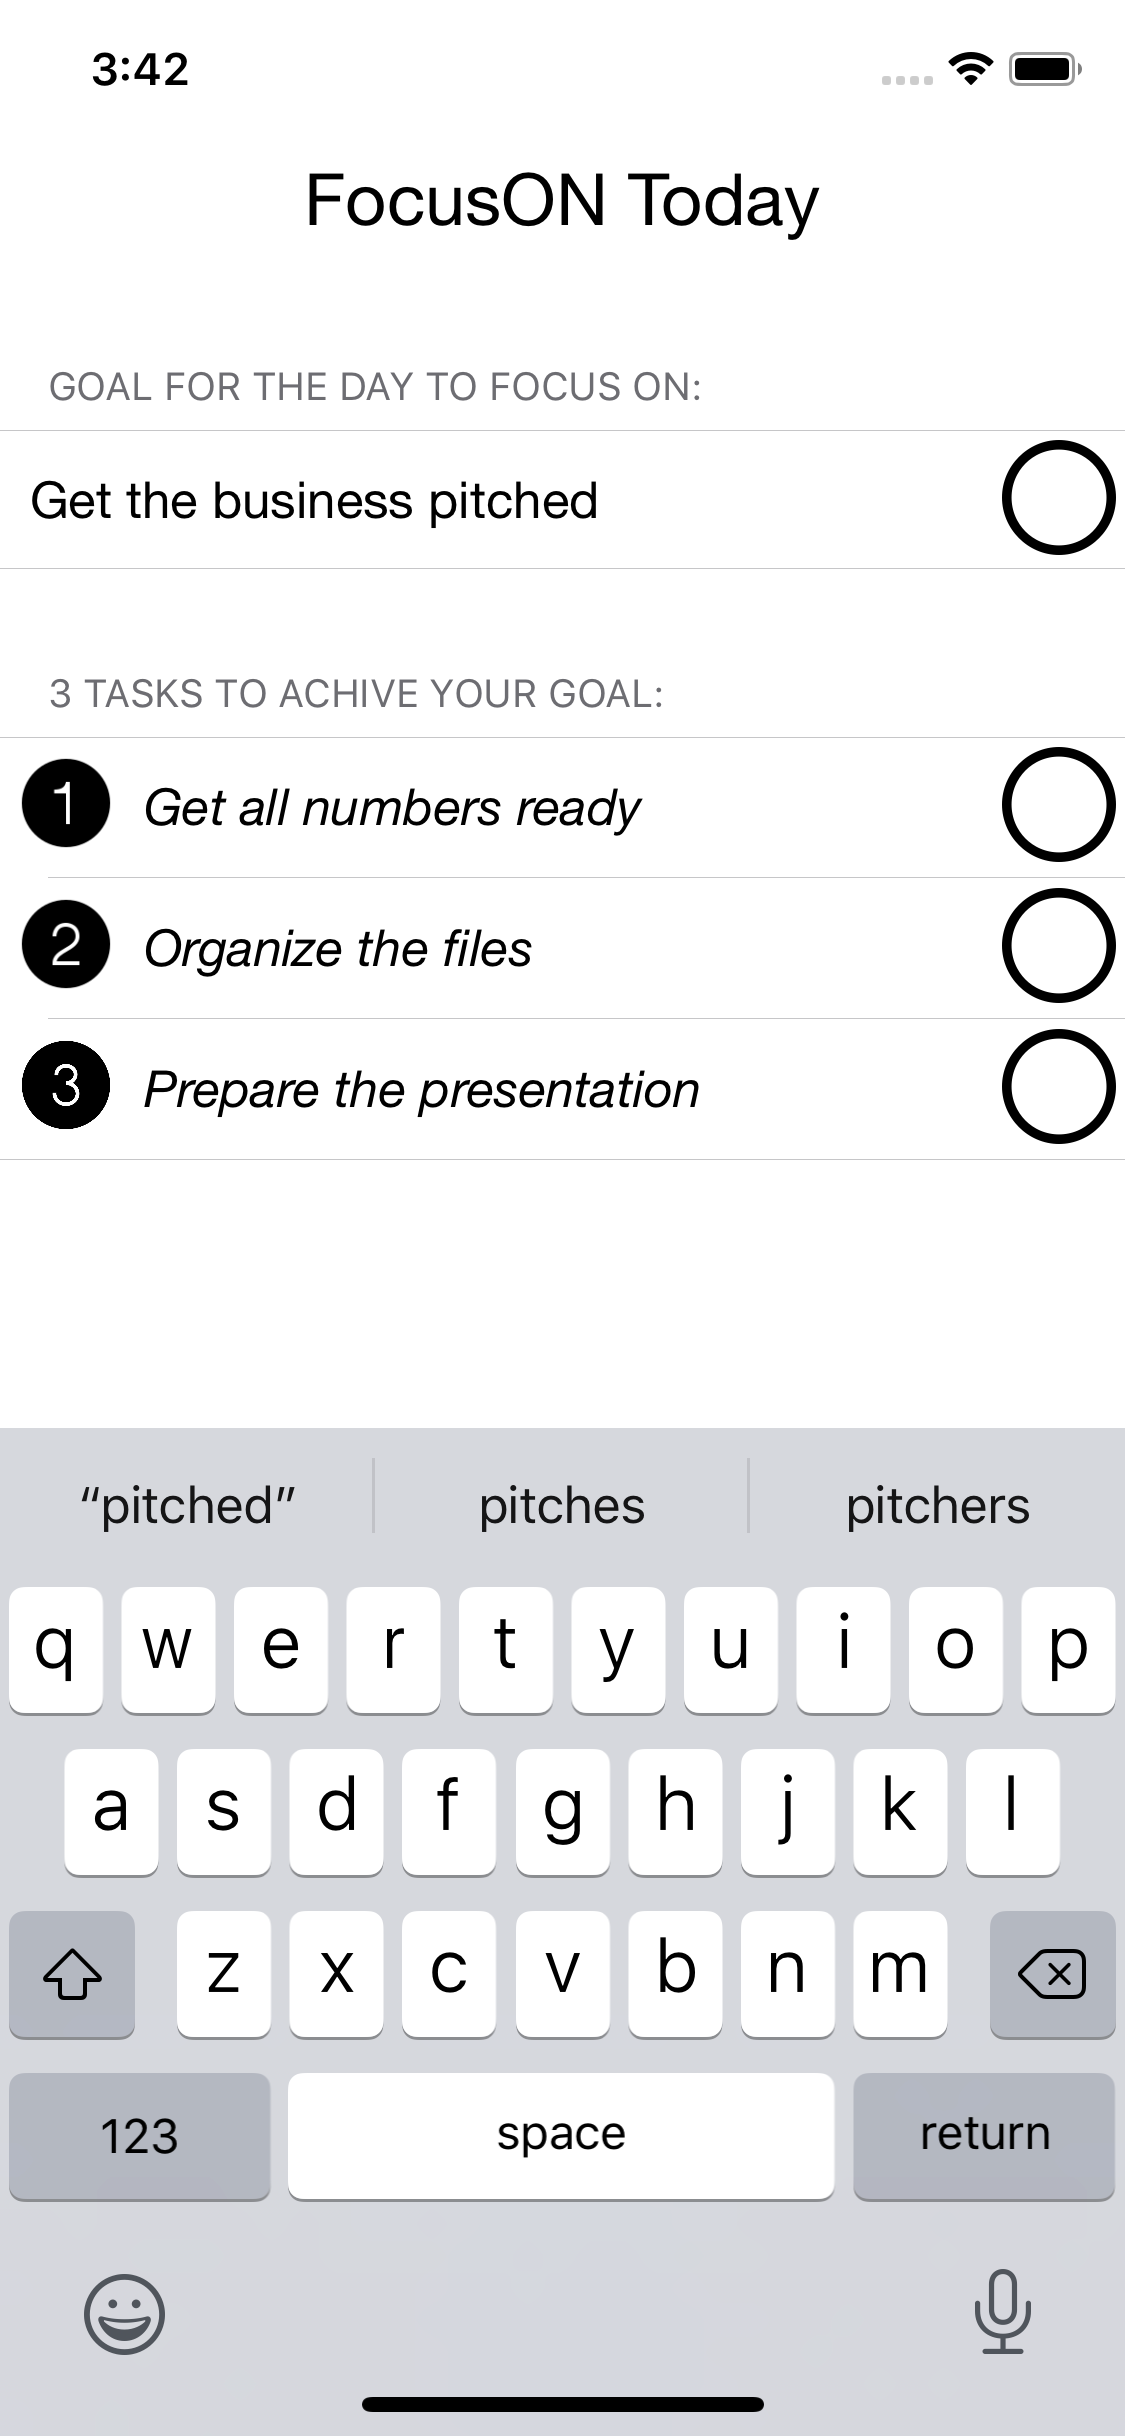 3:42
FocusON Today
GOAL FOR THE DAY TO FOCUS ON:
Get the business pitched
3 TASKS TO ACHIVE YOUR GOAL:
1 Get all numbers ready
2 Organize the files
3 Prepare the presentation
“pitched” pitches pitchers
q w e r t y u i o p
a s d f g h j k l
z x c v b n m
123 space return